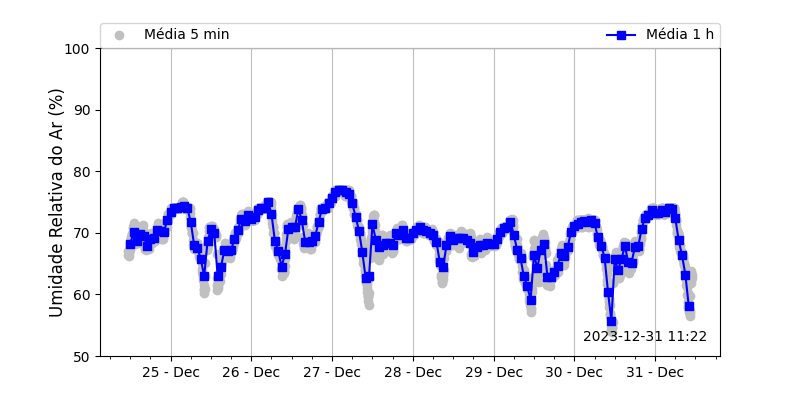 Média 5 min
Média 1 h
Umidade Relativa do Ar (%)
100
90
80
70
60
50
2023-12-31 11:22
25 - Dec
26 - Dec
27 - Dec
28 - Dec
29 - Dec
30 - Dec
31 - Dec